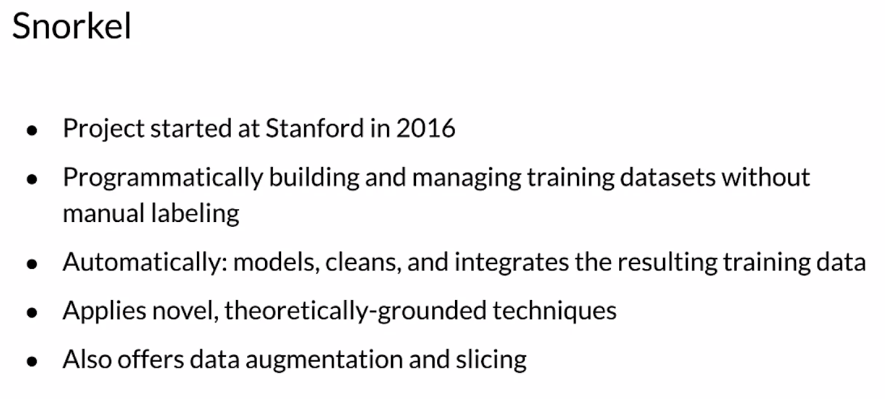 Snorkel
● Project started at Stanford in 2016
● Programmatically building and managing training datasets without
manual labeling
● Automatically: models, cleans, and integrates the resulting training data
● Applies novel, theoretically-grounded techniques
● Also offers data augmentation and slicing